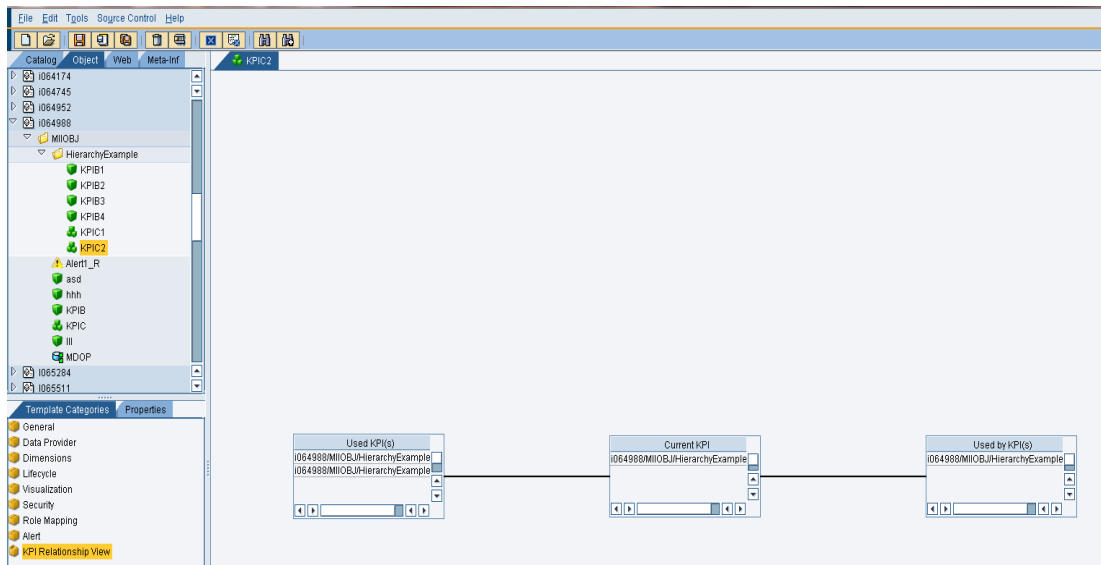 File Edit Tools Source Control Help
Catalog Object Web Meta-Inf
KPIC2
i064174
i064745
i064952
i064988
MIIOBJ
HierarchyExample
KPIB1
KPIB2
KPIB3
KPIB4
KPIC1
KPIC2
Alert1_R
asd
hhh
KPIB
KPIC
lll
MDOP
I065284
I065511
Template Categories Properties
General
Data Provider
Dimensions
Lifecycle
Visualization
Security
Role Mapping
Alert
KPI Relationship View
Used KPI(s)
i064988/MIIOBJ/HierarchyExample
i064988/MIIOBJ/HierarchyExample
Current KPI
i064988/MIIOBJ/HierarchyExample
Used by KPI(s)
i064988/MIIOBJ/HierarchyExample